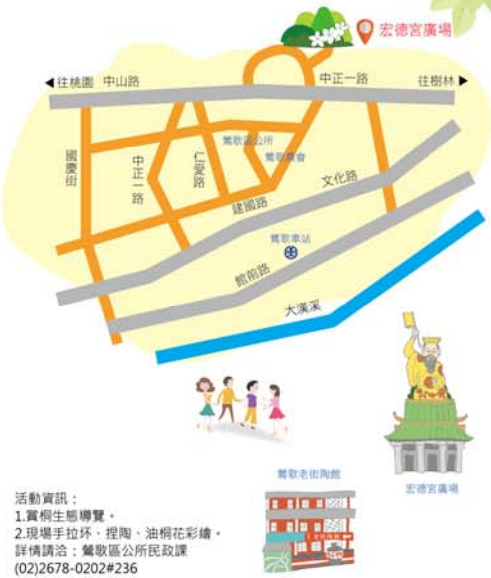 宏德宮廣場
◀往桃園 中山路 中正一路 往樹林▶
國慶街
中正一路
仁愛路
鶯歌區公所
鶯歌農會
文化路
建國路
鶯歌車站
館前路
大漢溪
宏德宮廣場
鶯歌老街陶館
活動資訊：
1.賞桐生態導覽。
2.現場手拉坏、捏陶、油桐花彩繪。
詳情請洽：鶯歌區公所民政課
(02)2678-0202#236